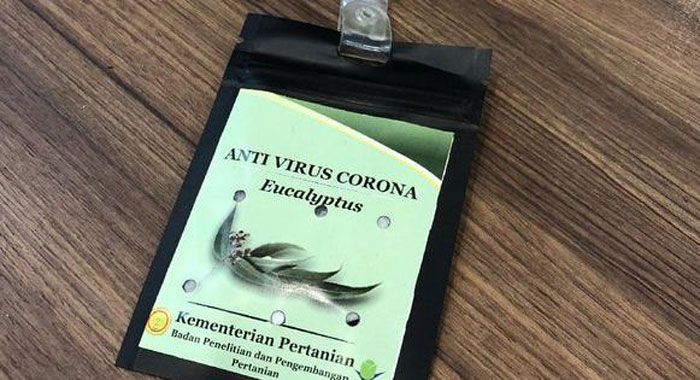 ANTI VIRUS CORONA
Eucalyptus
Kementerian Pertanian
Badan Penelitian dan Pengembangan
Pertanian